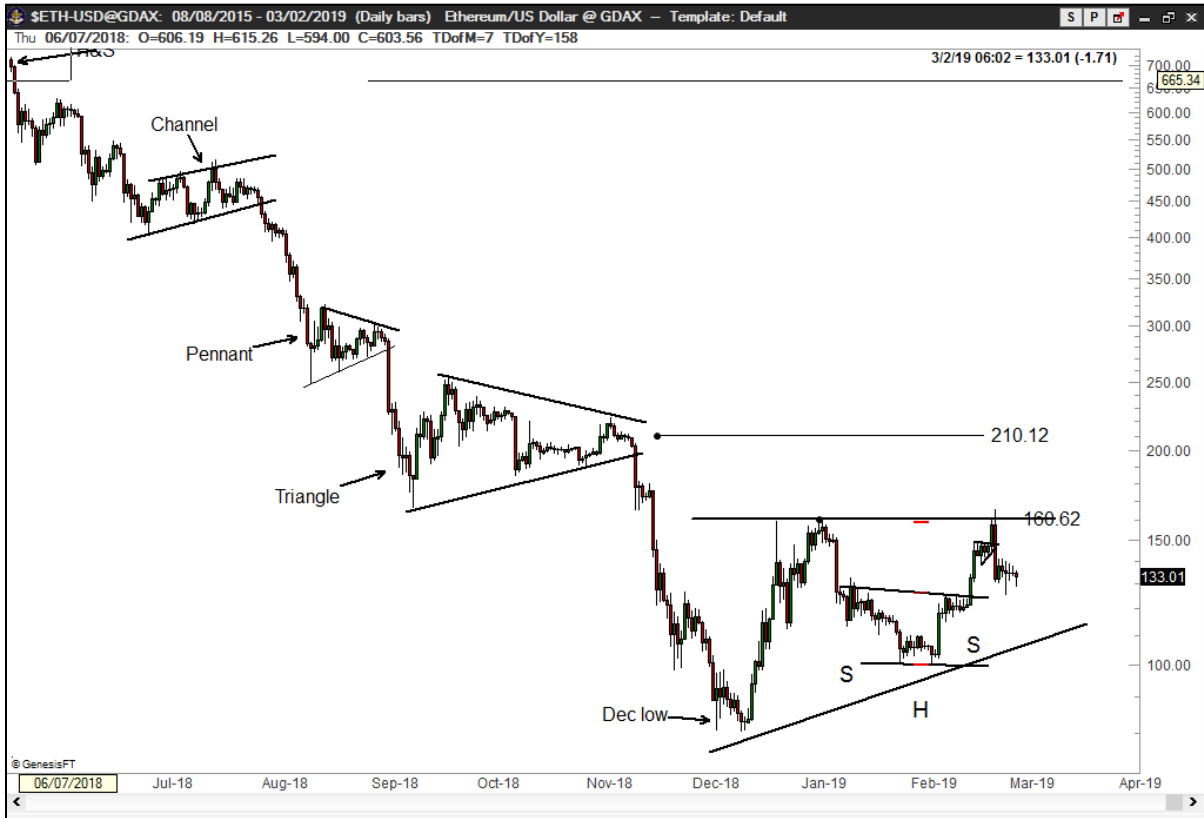 $ETH-USD@GDAX: 08/08/2015 - 03/02/2019 (Daily bars) Ethereum/US Dollar @ GDAX – Template: Default
S P
Thu 06/07/2018: O=606.19 H=615.26 L=594.00 C=603.56 TDofM=7 TDofY=158
H&S
3/2/19 06:02 = 133.01 (-1.71)
700.00
665.34
600.00
550.00
Channel
500.00
450.00
400.00
350.00
300.00
Pennant
250.00
210.12
200.00
Triangle
160.62
150.00
133.01
S
100.00
S
H
Dec low
© GenesisFT
06/07/2018 Jul-18 Aug-18 Sep-18 Oct-18 Nov-18 Dec-18 Jan-19 Feb-19 Mar-19 Apr-19